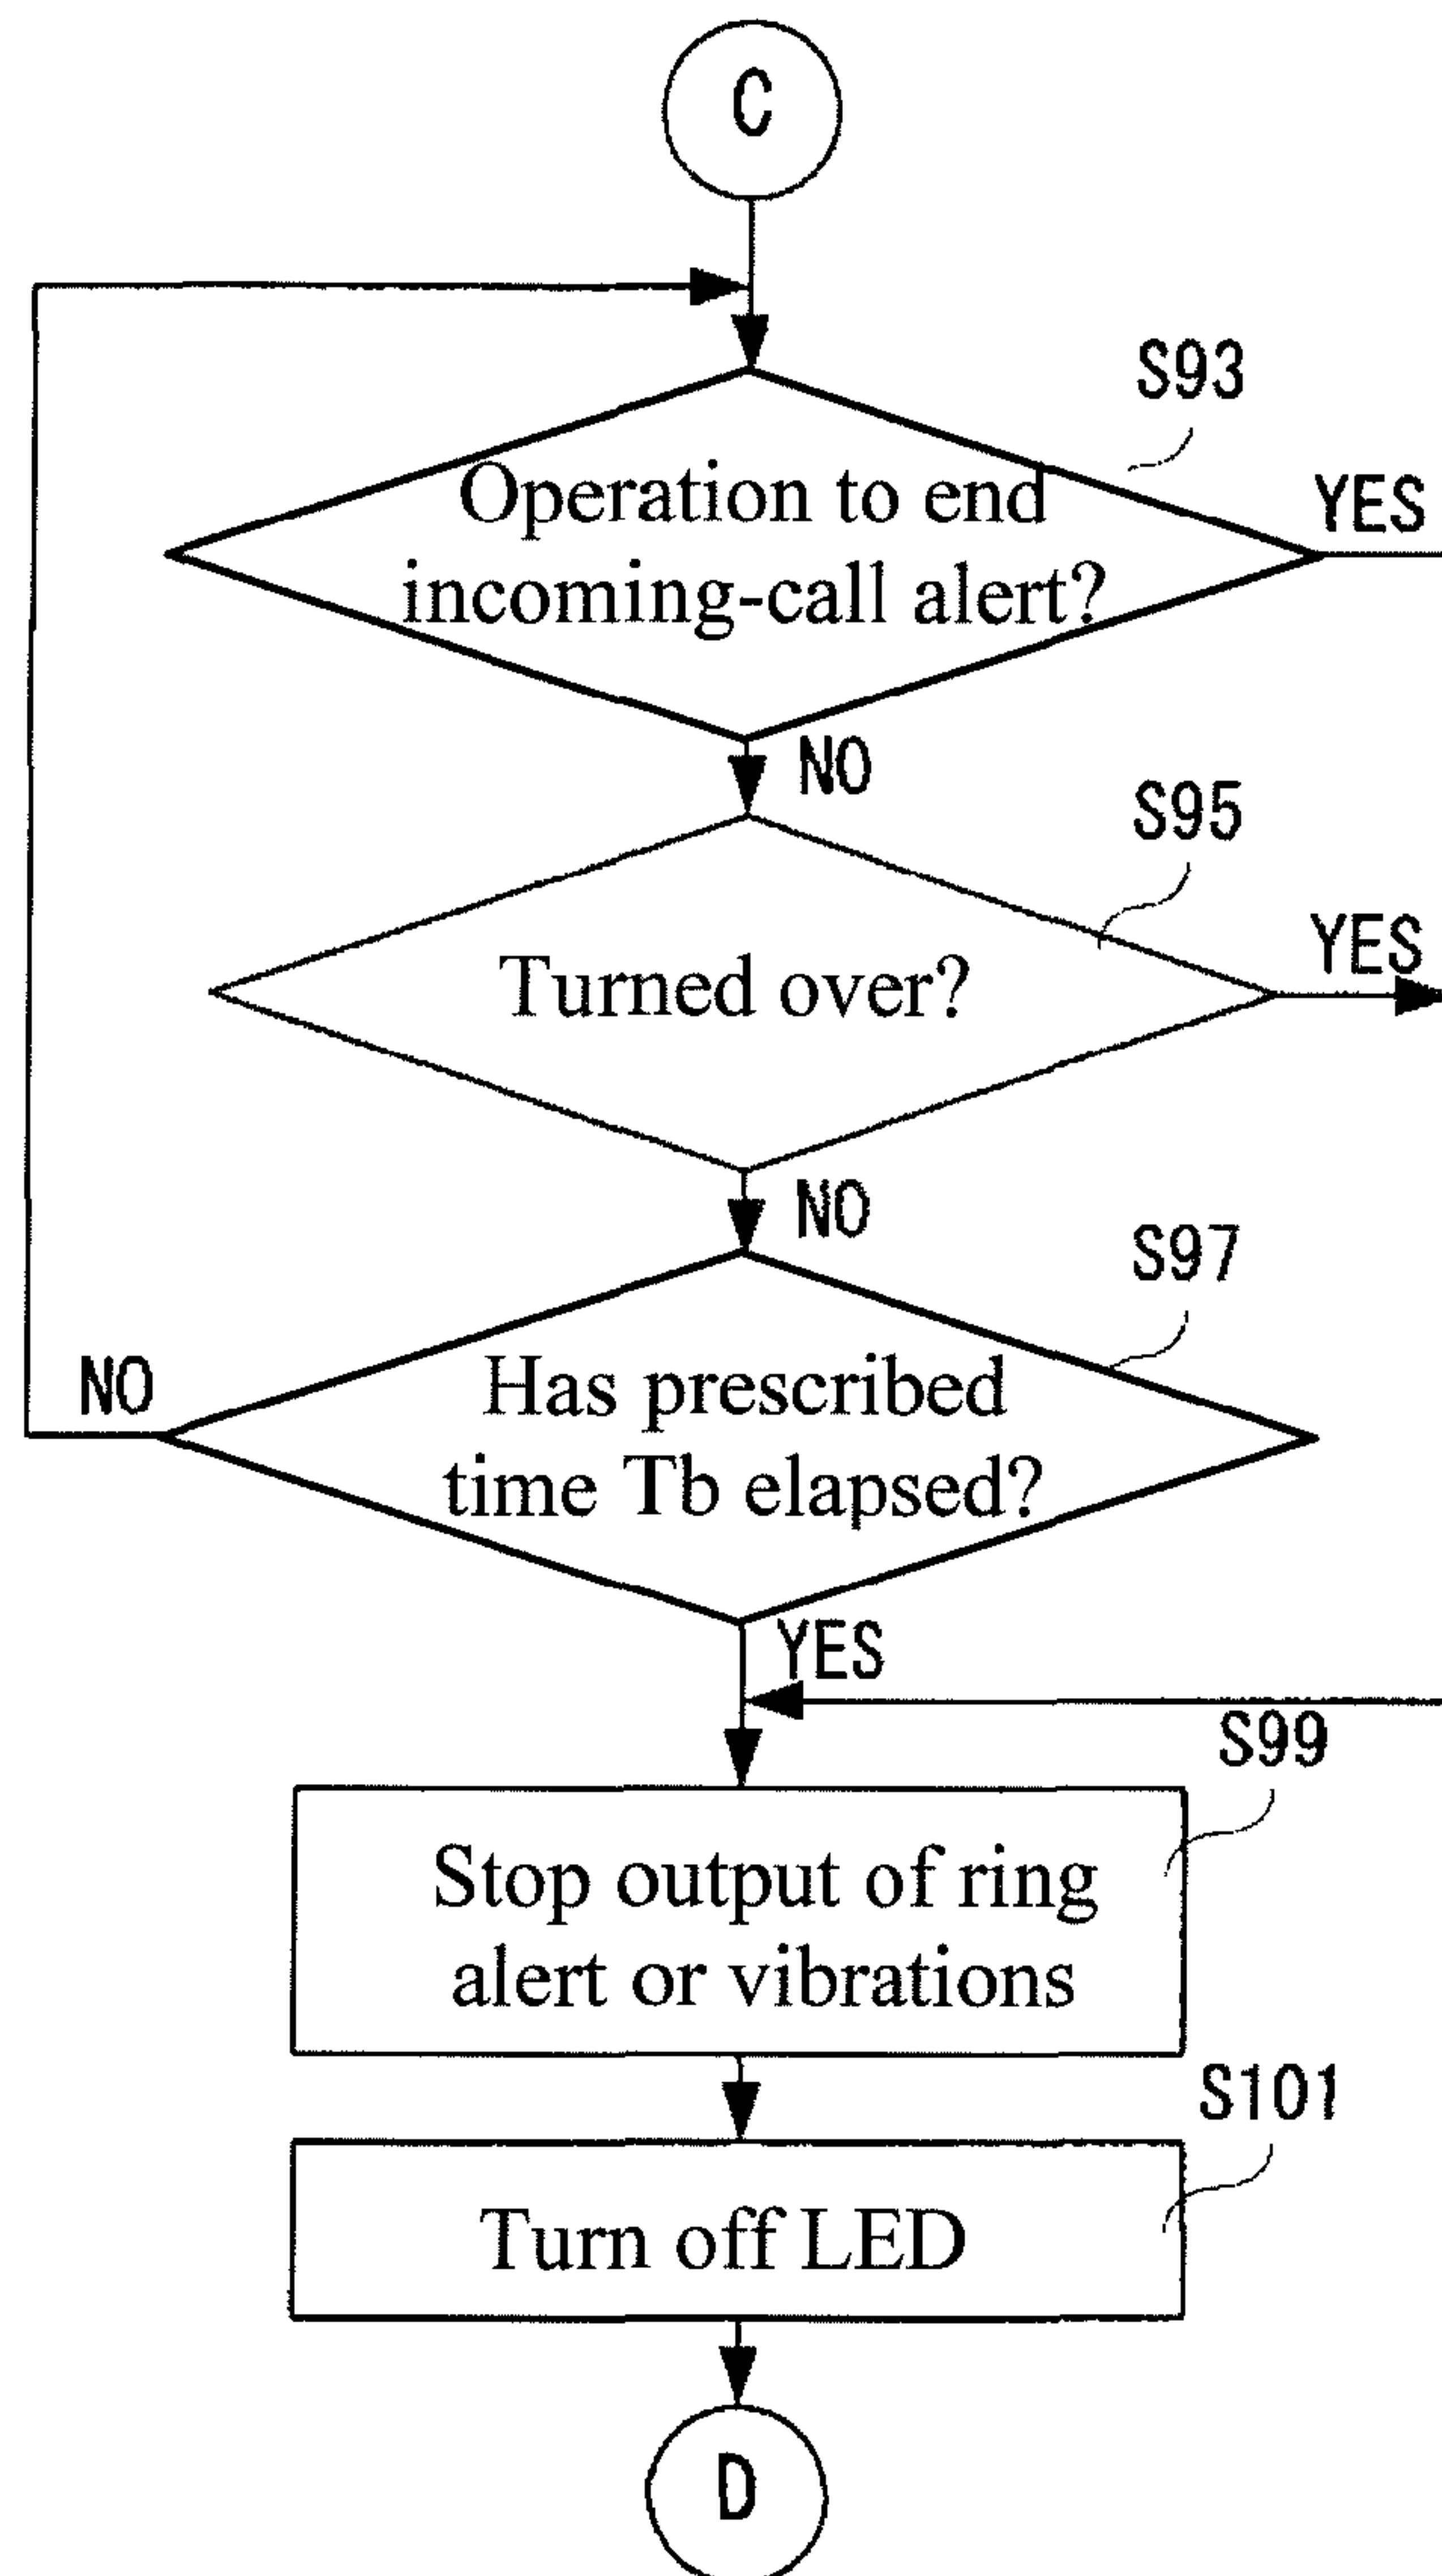 C
S93
Operation to end
incoming-call alert?
YES
NO
S95
Turned over?
YES
NO
S97
Has prescribed
time Tb elapsed?
NO
YES
S99
Stop output of ring
alert or vibrations
S101
Turn off LED
D